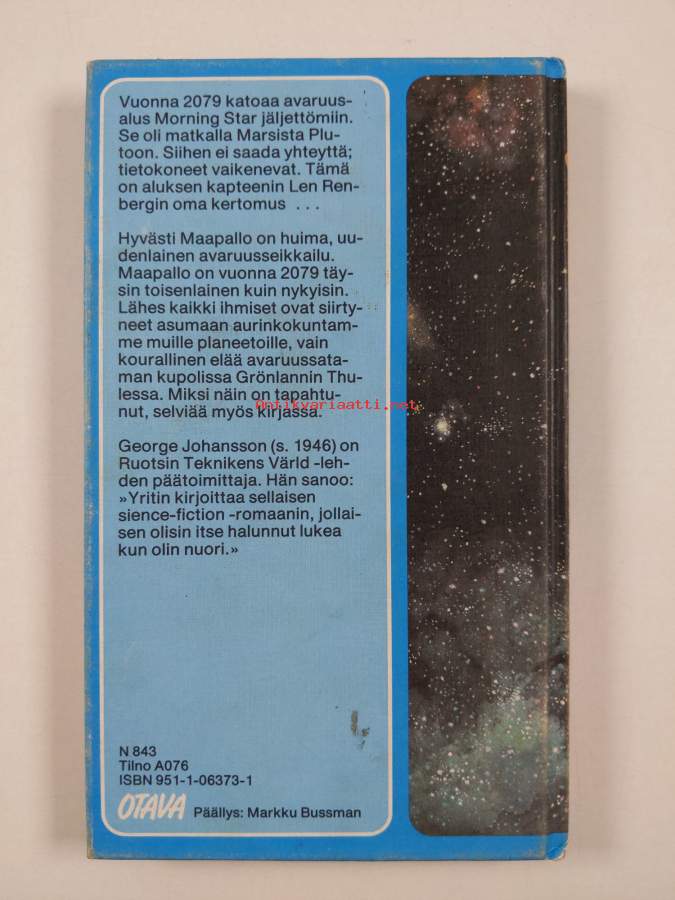 Vuonna 2079 katoaa avaruus-
alus Morning Star jäljettömiin.
Se oli matkalla Marsista Plu-
toon. Siihen ei saada yhteyttä;
tietokoneet vaikenevat. Tämä
on aluksen kapteenin Len Ren-
bergin oma kertomus ...
Hyvästi Maapallo on huima, uu-
denlainen avaruusseikkailu.
Maapallo on vuonna 2079 täy-
sin toisenlainen kuin nykyisin.
Lähes kaikki ihmiset ovat siirty-
neet asumaan aurinkokuntam-
me muille planeetoille, vain
kourallinen elää avaruussata-
man kupolissa Grönlannin Thu-
lessa. Miksi näin on tapahtu-
Antikvariaatti.net
nut, selviää myös kirjassa.
George Johansson (s. 1946) on
Ruotsin Teknikens Värld -leh-
den päätoimittaja. Hän sanoo:
»Yritin kirjoittaa sellaisen
sience-fiction -romaanin, jollai-
sen olisin itse halunnut lukea
kun olin nuori.»
N 843
Tilno A076
ISBN 951-1-06373-1
OTAVA Päällys: Markku Bussman